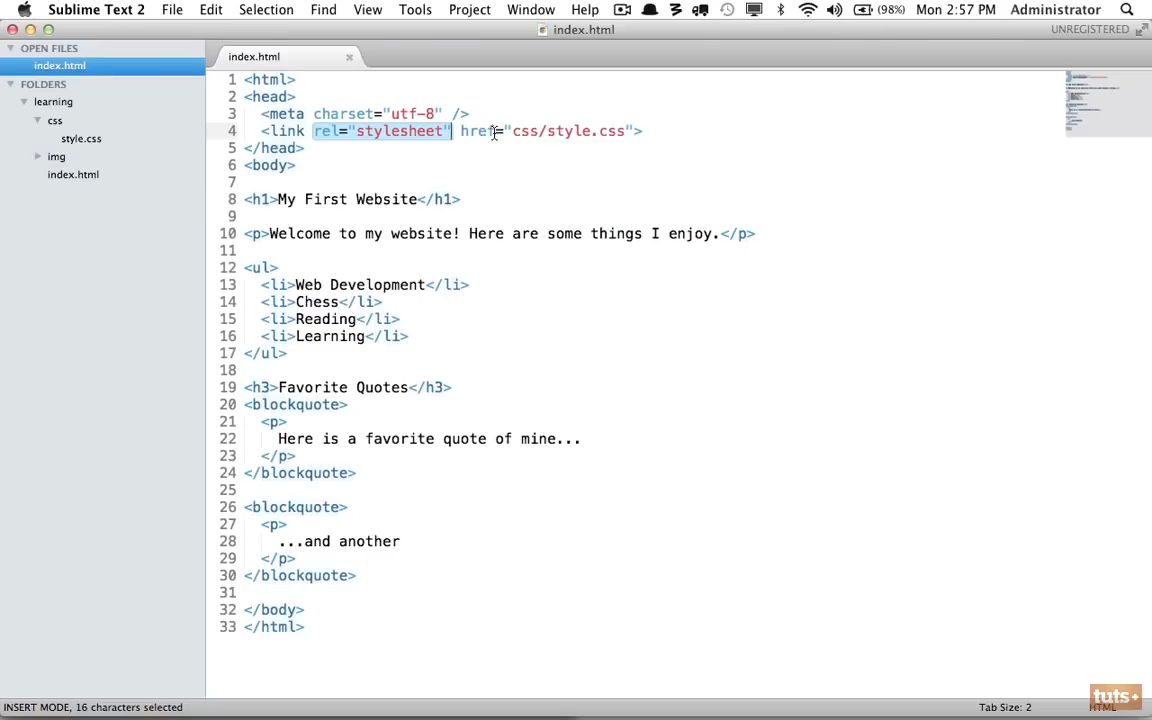 Sublime Text 2 File Edit Selection Find View Tools Project Window Help (98%) Mon 2:57 PM Administrator
index.html UNREGISTERED
OPEN FILES
index.html
FOLDERS
learning
css
style.css
img
index.html
index.html
1 <html>
2 <head>
3 <meta charset="utf-8" />
4 <link rel="stylesheet" href="css/style.css">
5 </head>
6 <body>
7
8 <h1>My First Website</h1>
9
10 <p>Welcome to my website! Here are some things I enjoy.</p>
11
12 <ul>
13 <li>Web Development</li>
14 <li>Chess</li>
15 <li>Reading</li>
16 <li>Learning</li>
17 </ul>
18
19 <h3>Favorite Quotes</h3>
20 <blockquote>
21 <p>
22 Here is a favorite quote of mine...
23 </p>
24 </blockquote>
25
26 <blockquote>
27 <p>
28 ...and another
29 </p>
30 </blockquote>
31
32 </body>
33 </html>
INSERT MODE, 16 characters selected Tab Size: 2 HTML
tuts+